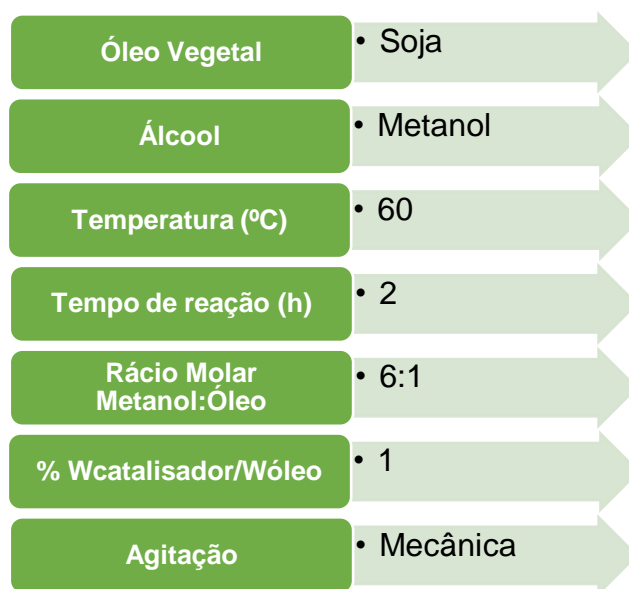 Óleo Vegetal
• Soja
Álcool
• Metanol
Temperatura (ºC)
• 60
Tempo de reação (h)
• 2
Rácio Molar
Metanol:Óleo
• 6:1
% Wcatalisador/Wóleo
• 1
Agitação
• Mecânica